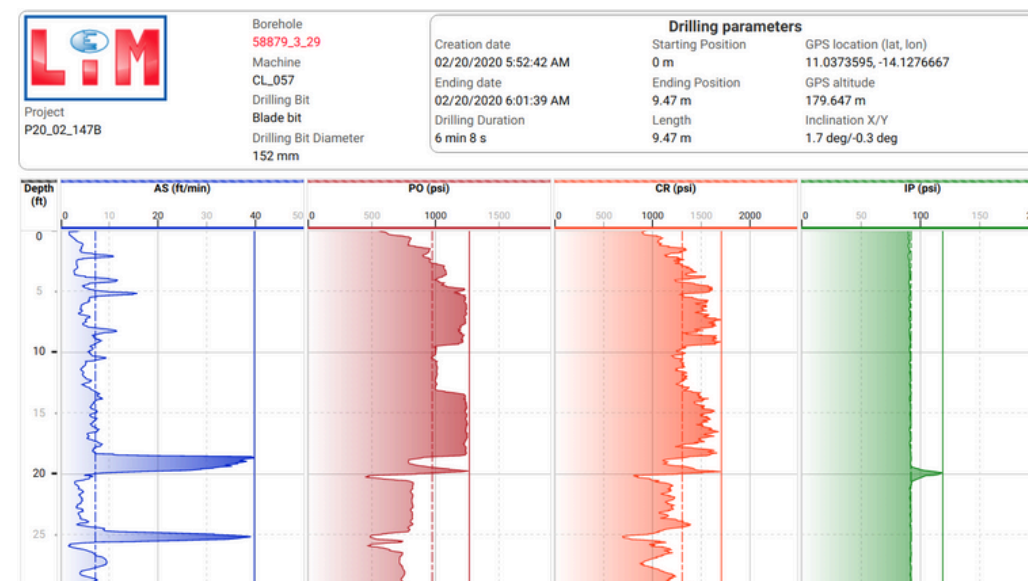 LiM
E
Project
P20_02_147B
Borehole
58879_3_29
Machine
CL_057
Drilling Bit
Blade bit
Drilling Bit Diameter
152 mm
Drilling parameters
Creation date
02/20/2020 5:52:42 AM
Ending date
02/20/2020 6:01:39 AM
Drilling Duration
6 min 8 s
Starting Position
0 m
Ending Position
9.47 m
Length
9.47 m
GPS location (lat, lon)
11.0373595, -14.1276667
GPS altitude
179.647 m
Inclination X/Y
1.7 deg/-0.3 deg
Depth
(ft)
AS (ft/min)
PO (psi)
CR (psi)
IP (psi)
0 10 20 30 40 50
0 500 1000 1500
0 500 1000 1500 2000
0 50 100 150
0
5
10
15
20
25